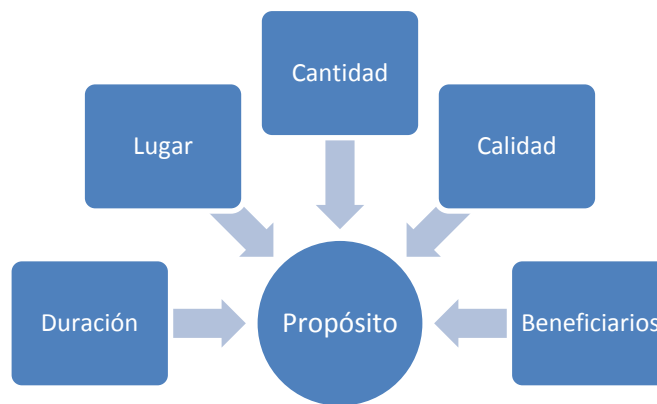 Cantidad
Lugar
Calidad
Duración
Propósito
Beneficiarios